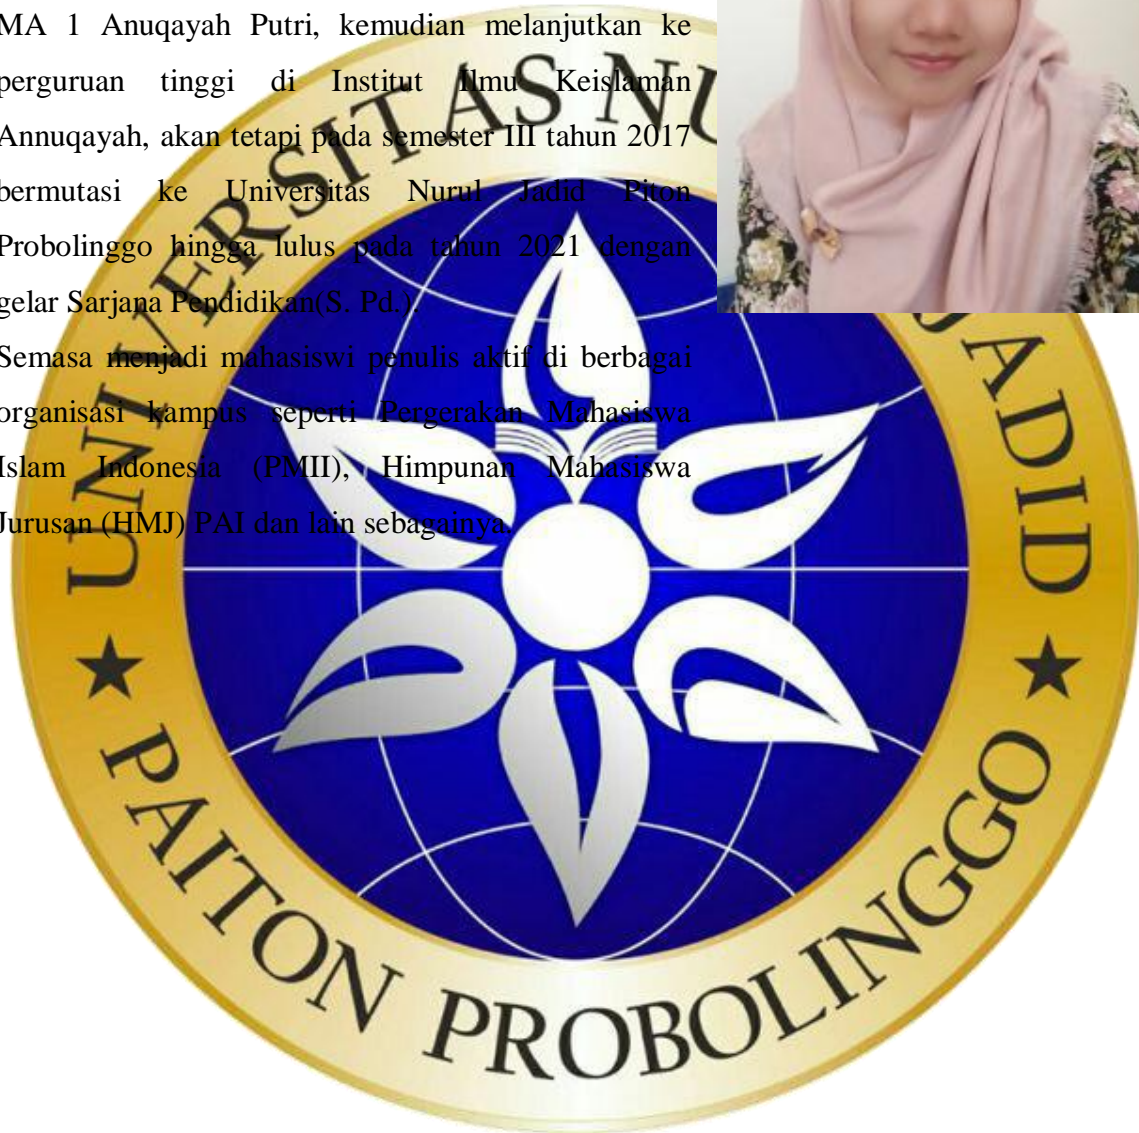 MA 1 Anuqayah Putri, kemudian melanjutkan ke
perguruan tinggi di Institut Ilmu Keislaman
Annuqayah, akan tetapi pada semester III tahun 2017
bermutasi ke Universitas Nurul Jadid Piton
Probolinggo hingga lulus pada tahun 2021 dengan
gelar Sarjana Pendidikan(S. Pd.).
Semasa menjadi mahasiswi penulis aktif di berbagai
organisasi kampus seperti Pergerakan Mahasiswa
Islam Indonesia (PMII), Himpunan Mahasiswa
Jurusan (HMJ) PAI dan lain sebagainya.
UNIVERSITAS NU JADID
★ PAITON PROBOLINGGO ★